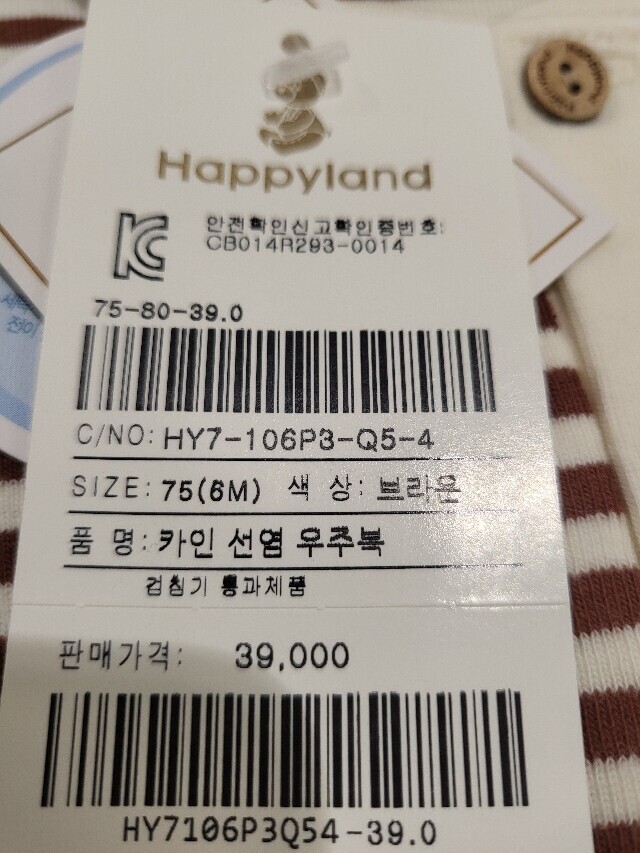 Happyland
안전확인신고확인증번호:
CB014R293-0014
75-80-39.0
C/NO: HY7-106P3-Q5-4
SIZE: 75(6M) 색 상: 브라운
품 명: 카인 선염 우주복
검침기 통과제품
판매가격: 39,000
HY7106P3Q54-39.0